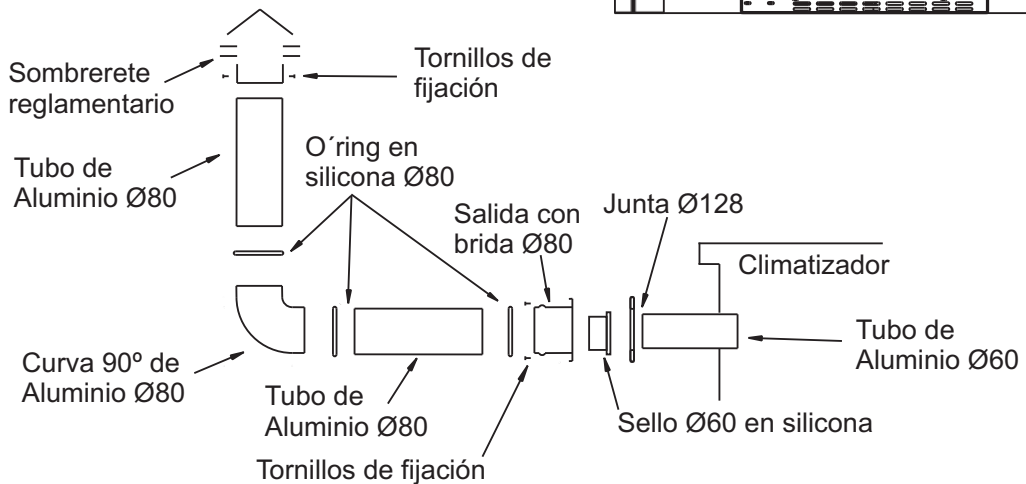 Sombrerete
reglamentario
Tornillos de
fijación
Tubo de
Aluminio Ø80
O´ring en
silicona Ø80
Salida con
brida Ø80
Junta Ø128
Climatizador
Tubo de
Aluminio Ø60
Curva 90º de
Aluminio Ø80
Tubo de
Aluminio Ø80
Sello Ø60 en silicona
Tornillos de fijación